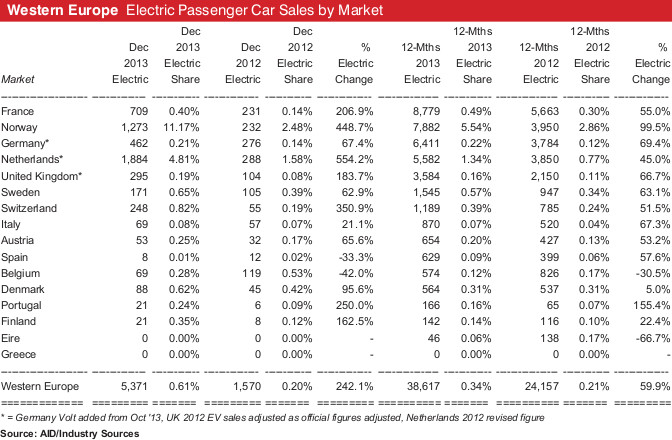 Western Europe Electric Passenger Car Sales by Market
Dec Dec 12-Mths 12-Mths
Dec 2013 Dec 2012 % 12-Mths 2013 12-Mths 2012 %
2013 Electric 2012 Electric Electric 2013 Electric 2012 Electric Electric
Market Electric Share Electric Share Change Electric Share Electric Share Change
France 709 0.40% 231 0.14% 206.9% 8,779 0.49% 5,663 0.30% 55.0%
Norway 1,273 11.17% 232 2.48% 448.7% 7,882 5.54% 3,950 2.86% 99.5%
Germany* 462 0.21% 276 0.14% 67.4% 6,411 0.22% 3,784 0.12% 69.4%
Netherlands* 1,884 4.81% 288 1.58% 554.2% 5,582 1.34% 3,850 0.77% 45.0%
United Kingdom* 295 0.19% 104 0.08% 183.7% 3,584 0.16% 2,150 0.11% 66.7%
Sweden 171 0.65% 105 0.39% 62.9% 1,545 0.57% 947 0.34% 63.1%
Switzerland 248 0.82% 55 0.19% 350.9% 1,189 0.39% 785 0.24% 51.5%
Italy 69 0.08% 57 0.07% 21.1% 870 0.07% 520 0.04% 67.3%
Austria 53 0.25% 32 0.17% 65.6% 654 0.20% 427 0.13% 53.2%
Spain 8 0.01% 12 0.02% -33.3% 629 0.09% 399 0.06% 57.6%
Belgium 69 0.28% 119 0.53% -42.0% 574 0.12% 826 0.17% -30.5%
Denmark 88 0.62% 45 0.42% 95.6% 564 0.31% 537 0.31% 5.0%
Portugal 21 0.24% 6 0.09% 250.0% 166 0.16% 65 0.07% 155.4%
Finland 21 0.35% 8 0.12% 162.5% 142 0.14% 116 0.10% 22.4%
Eire 0 0.00% 0 0.00% - 46 0.06% 138 0.17% -66.7%
Greece 0 0.00% 0 0.00% - 0 0.00% 0 0.00% -
Western Europe 5,371 0.61% 1,570 0.20% 242.1% 38,617 0.34% 24,157 0.21% 59.9%
* = Germany Volt added from Oct '13, UK 2012 EV sales adjusted as official figures adjusted, Netherlands 2012 revised figure
Source: AID/Industry Sources